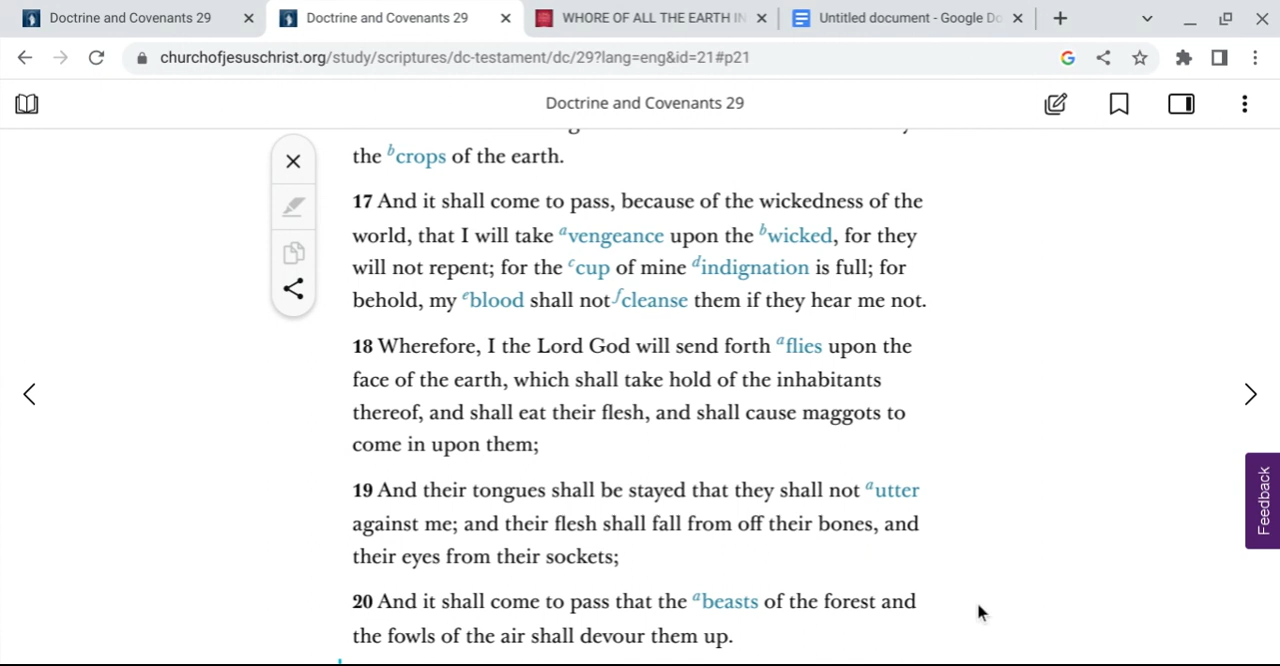 Doctrine and Covenants 29
Doctrine and Covenants 29
WHORE OF ALL THE EARTH IN
Untitled document - Google Do
churchofjesuschrist.org/study/scriptures/dc-testament/dc/29?lang=eng&id=21#p21
Doctrine and Covenants 29
the bcrops of the earth.
17 And it shall come to pass, because of the wickedness of the
world, that I will take avengeance upon the bwicked, for they
will not repent; for the ccup of mine dindignation is full; for
behold, my eblood shall not fcleanse them if they hear me not.
18 Wherefore, I the Lord God will send forth aflies upon the
face of the earth, which shall take hold of the inhabitants
thereof, and shall eat their flesh, and shall cause maggots to
come in upon them;
19 And their tongues shall be stayed that they shall not autter
against me; and their flesh shall fall from off their bones, and
their eyes from their sockets;
20 And it shall come to pass that the abeasts of the forest and
the fowls of the air shall devour them up.
Feedback